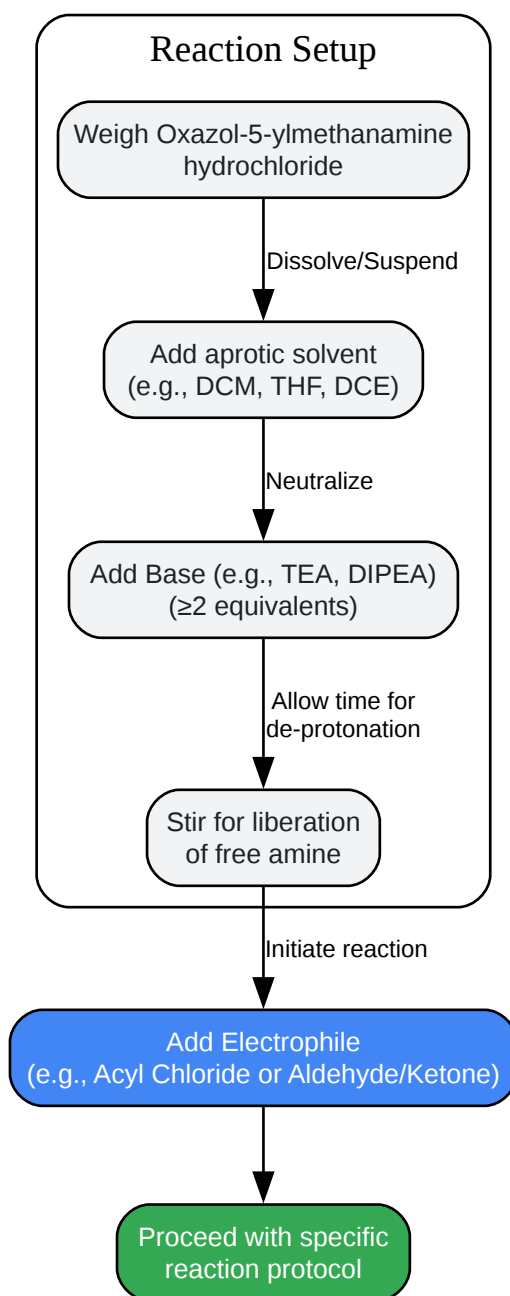 Reaction Setup
Weigh Oxazol-5-ylmethanamine
hydrochloride
Dissolve/Suspend
Add aprotic solvent
(e.g., DCM, THF, DCE)
Neutralize
Add Base (e.g., TEA, DIPEA)
(≥2 equivalents)
Allow time for
de-protonation
Stir for liberation
of free amine
Initiate reaction
Add Electrophile
(e.g., Acyl Chloride or Aldehyde/Ketone)
Proceed with specific
reaction protocol